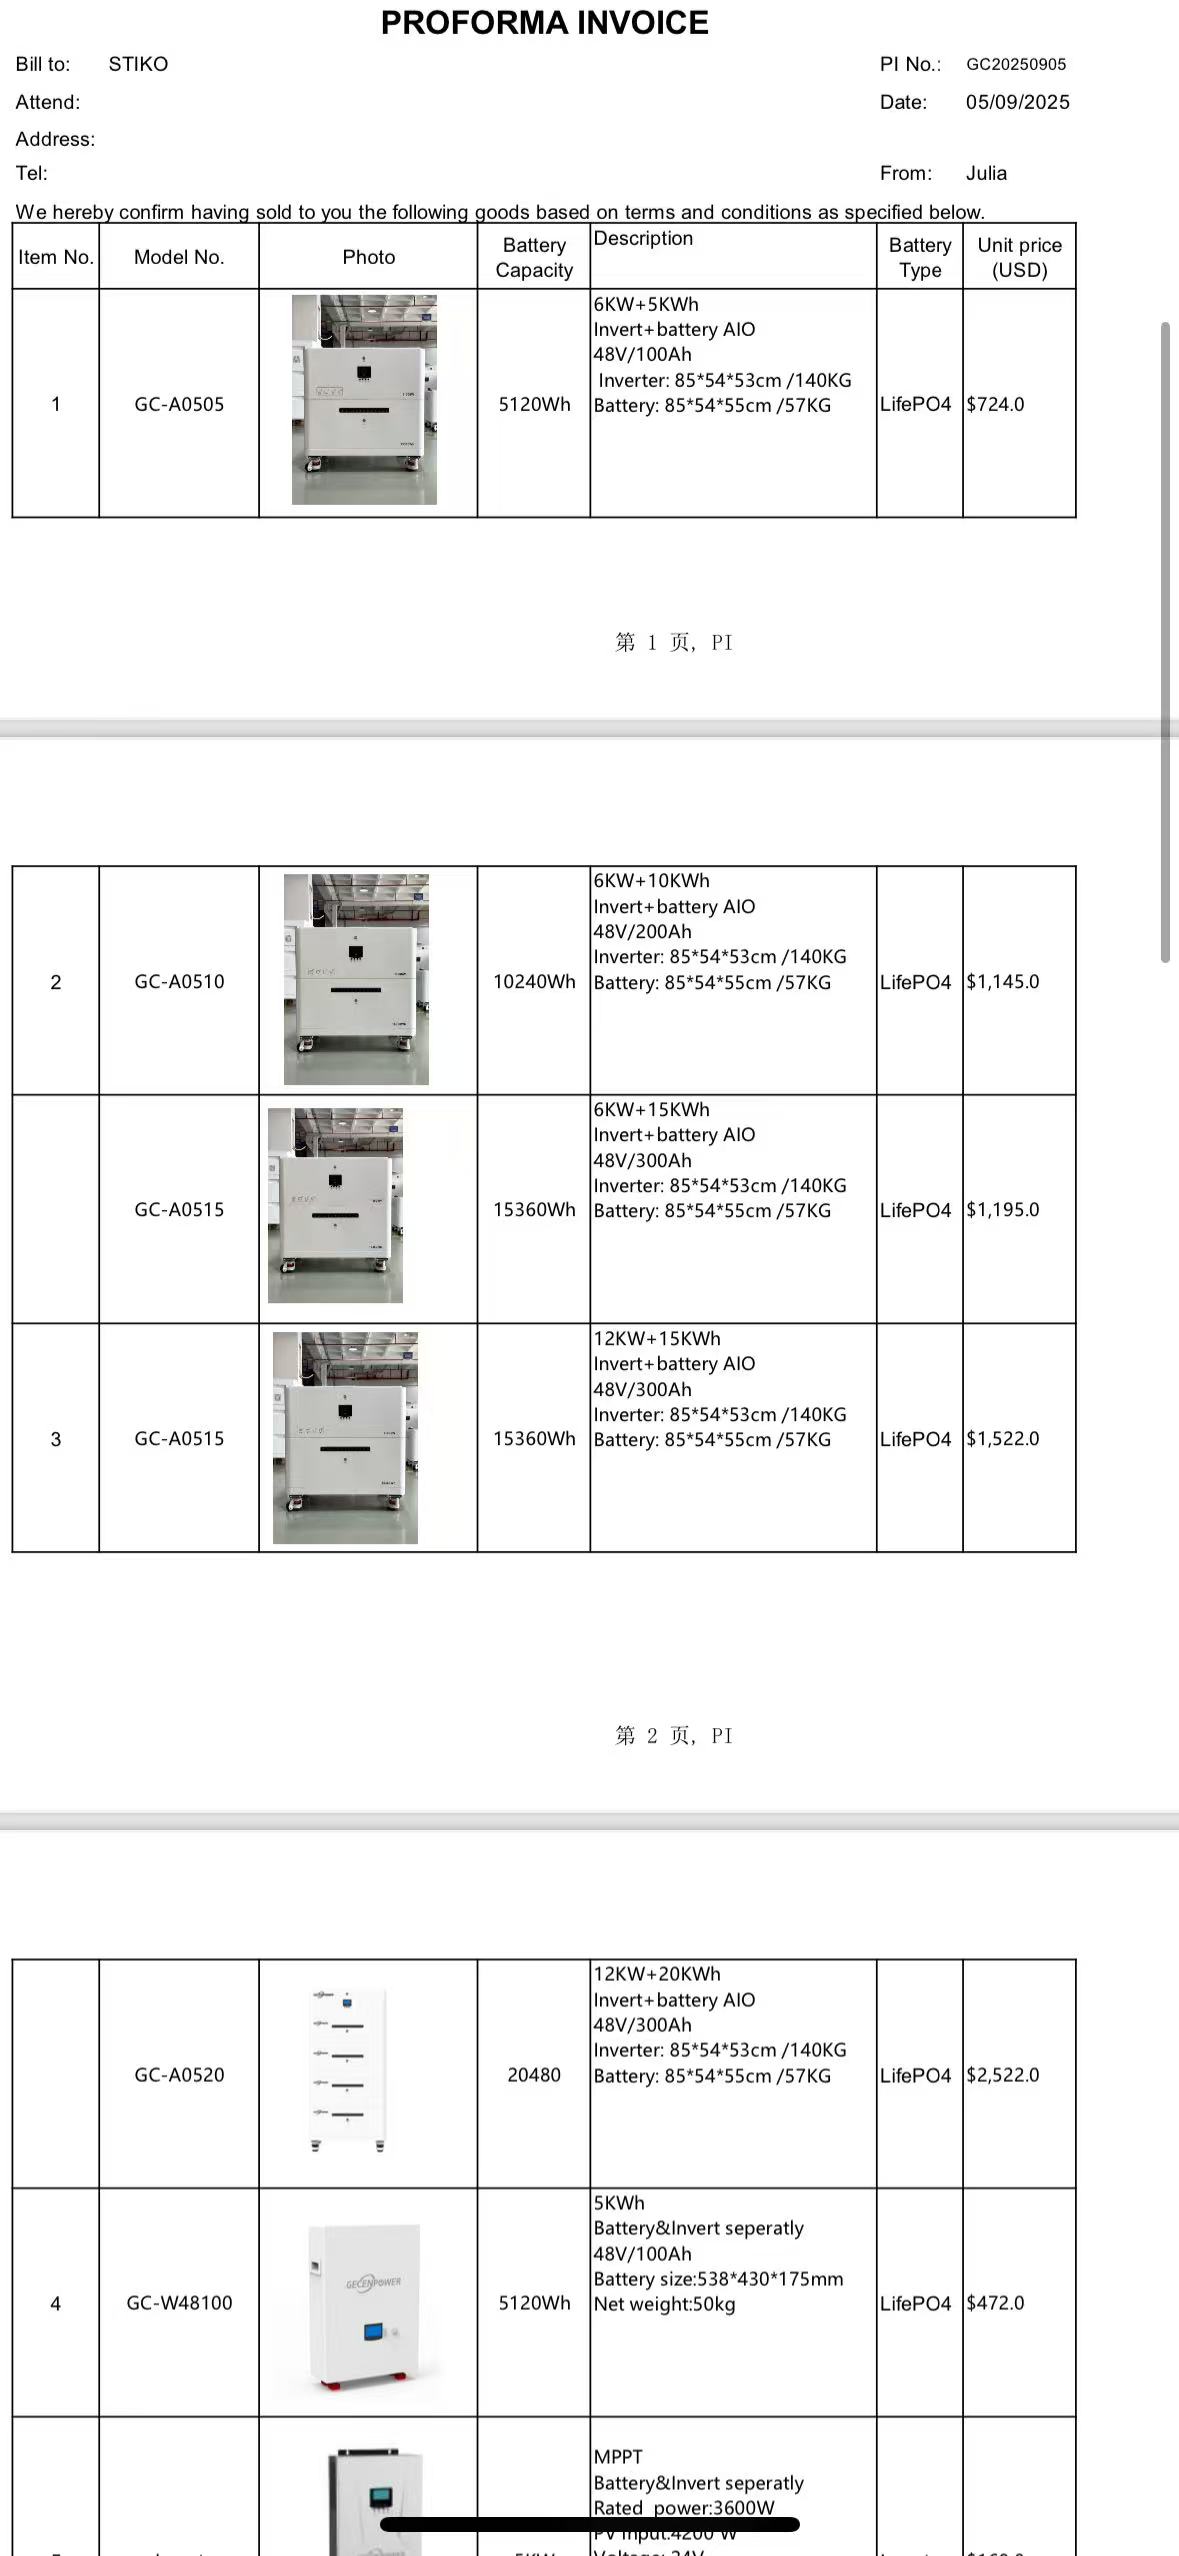 PROFORMA INVOICE
Bill to: STIKO
PI No.: GC20250905
Attend:
Date: 05/09/2025
Address:
Tel:
From: Julia
We hereby confirm having sold to you the following goods based on terms and conditions as specified below.
Item No. Model No. Photo Battery Capacity Description Battery Type Unit price (USD)
1 GC-A0505 5120Wh
6KW+5KWh
Invert+battery AIO
48V/100Ah
Inverter: 85*54*53cm /140KG
Battery: 85*54*55cm /57KG
LifePO4 $724.0
第 1 页, PI
2 GC-A0510 10240Wh
6KW+10KWh
Invert+battery AIO
48V/200Ah
Inverter: 85*54*53cm /140KG
Battery: 85*54*55cm /57KG
LifePO4 $1,145.0
GC-A0515 15360Wh
6KW+15KWh
Invert+battery AIO
48V/300Ah
Inverter: 85*54*53cm /140KG
Battery: 85*54*55cm /57KG
LifePO4 $1,195.0
3 GC-A0515 15360Wh
12KW+15KWh
Invert+battery AIO
48V/300Ah
Inverter: 85*54*53cm /140KG
Battery: 85*54*55cm /57KG
LifePO4 $1,522.0
第 2 页, PI
GC-A0520 20480
12KW+20KWh
Invert+battery AIO
48V/300Ah
Inverter: 85*54*53cm /140KG
Battery: 85*54*55cm /57KG
LifePO4 $2,522.0
4 GC-W48100 5120Wh
GECENPOWER
5KWh
Battery&Invert seperatly
48V/100Ah
Battery size:538*430*175mm
Net weight:50kg
LifePO4 $472.0
MPPT
Battery&Invert seperatly
Rated power:3600W
PV input:4200 W